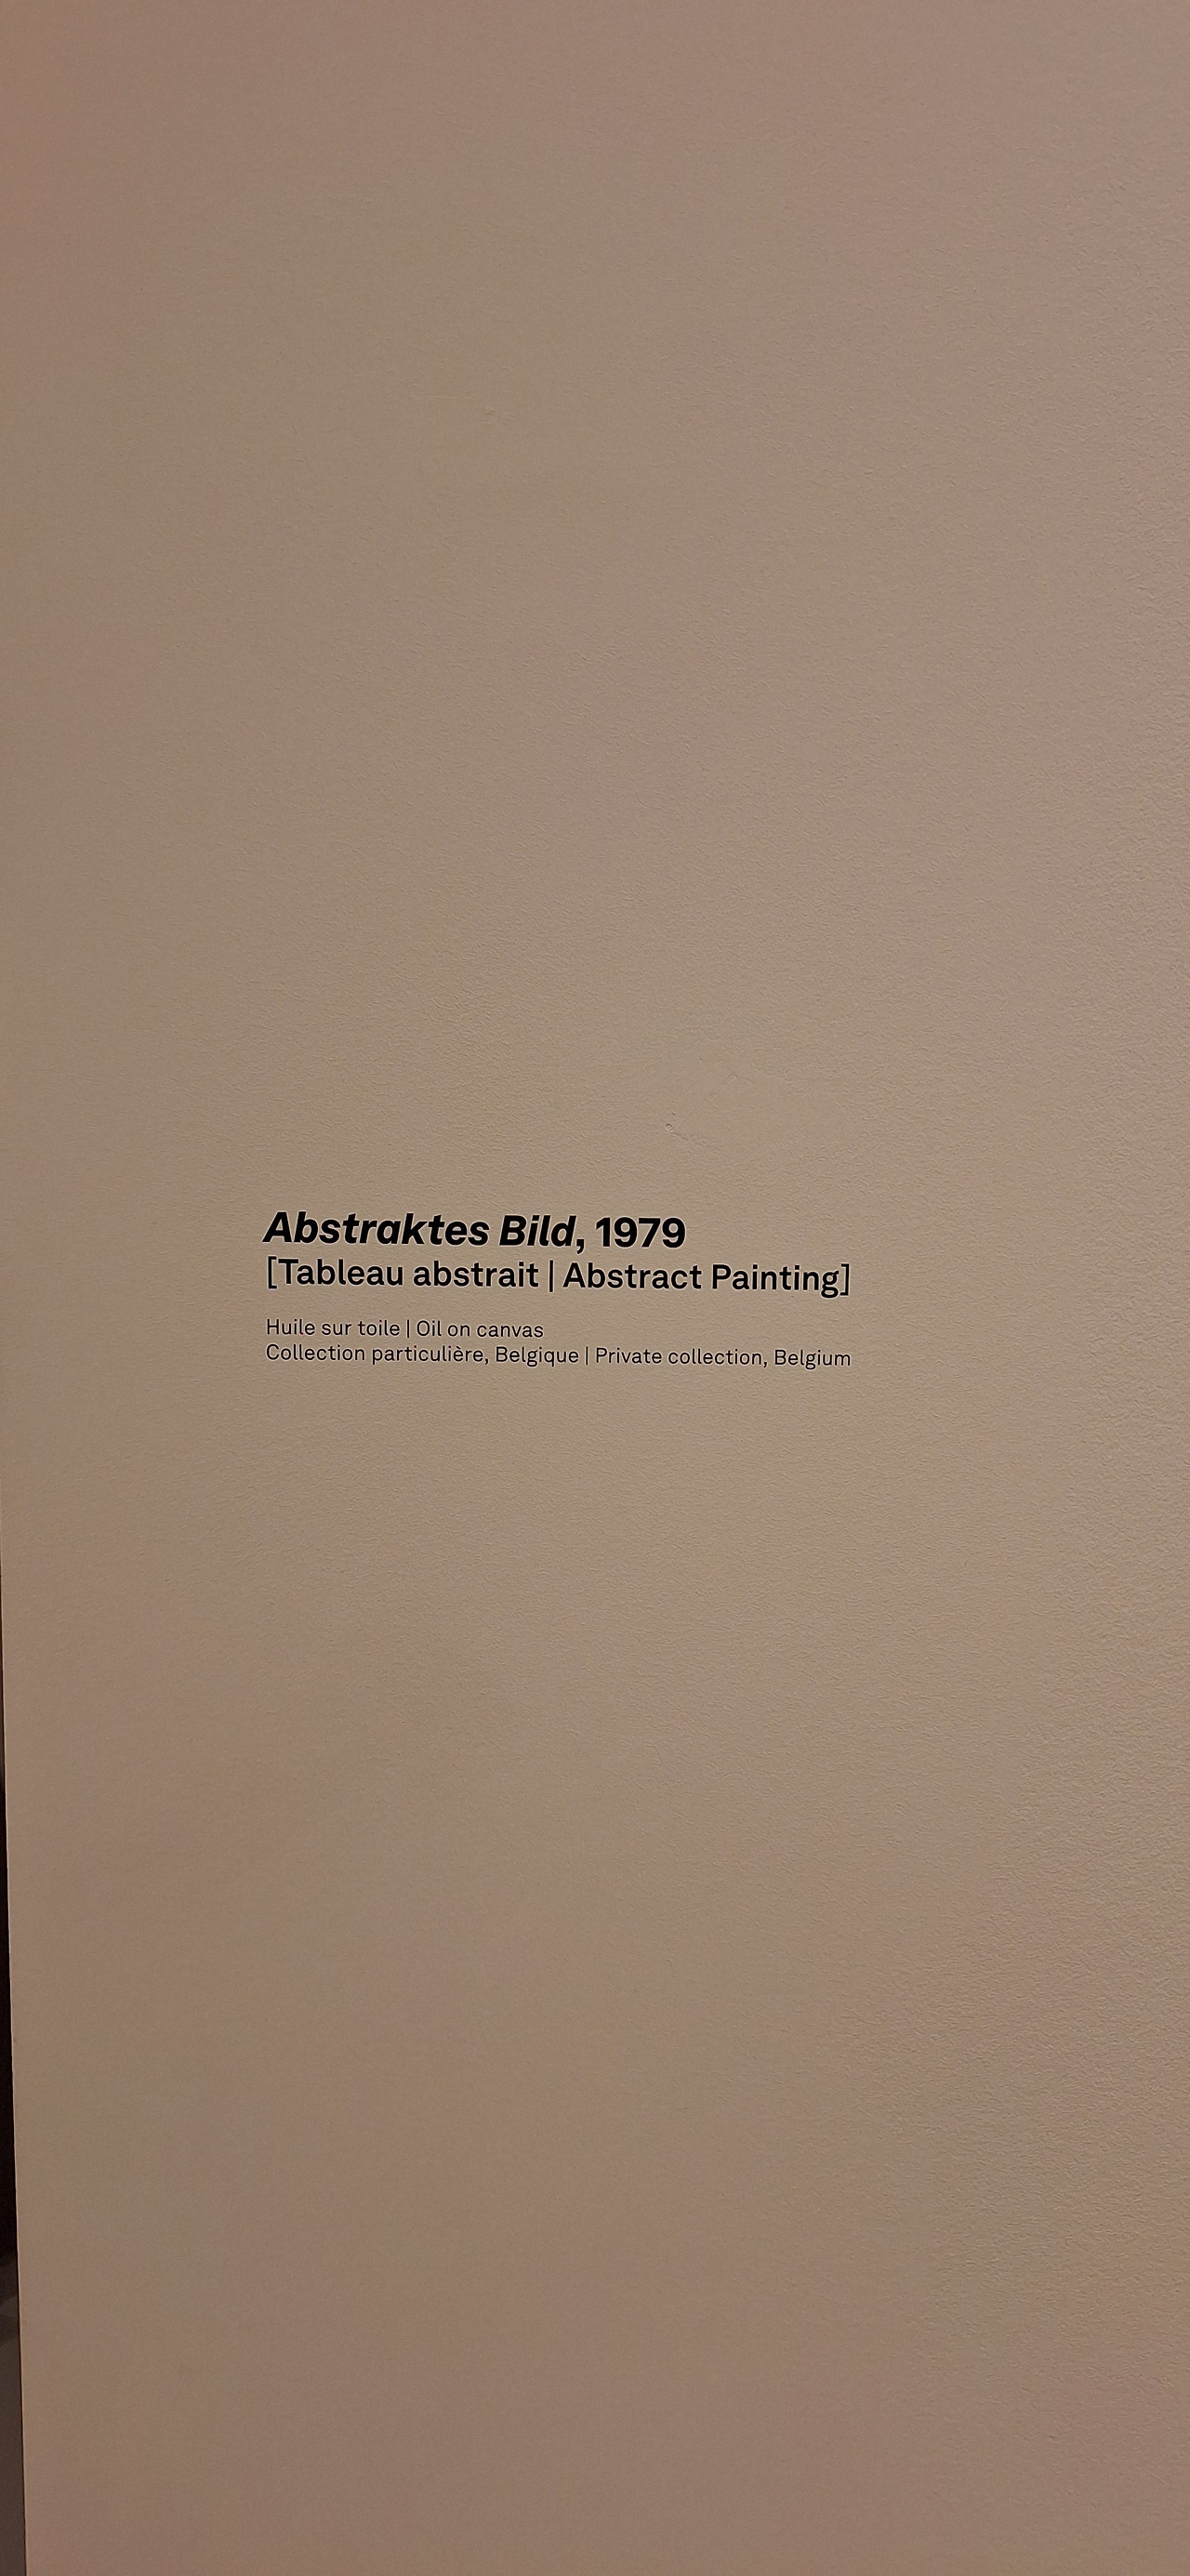 Abstraktes Bild, 1979
[Tableau abstrait | Abstract Painting]
Huile sur toile | Oil on canvas
Collection particulière, Belgique | Private collection, Belgium